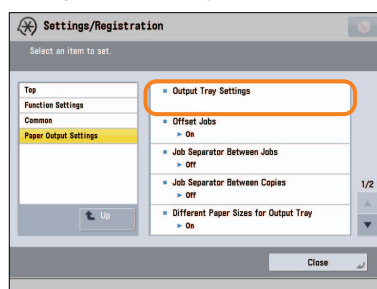 Settings/Registration
Select an item to set.
Top
Function Settings
Common
Paper Output Settings
Up
Output Tray Settings
Offset Jobs
► On
Job Separator Between Jobs
► Off
Job Separator Between Copies
► Off
Different Paper Sizes for Output Tray
► On
1/2
Close